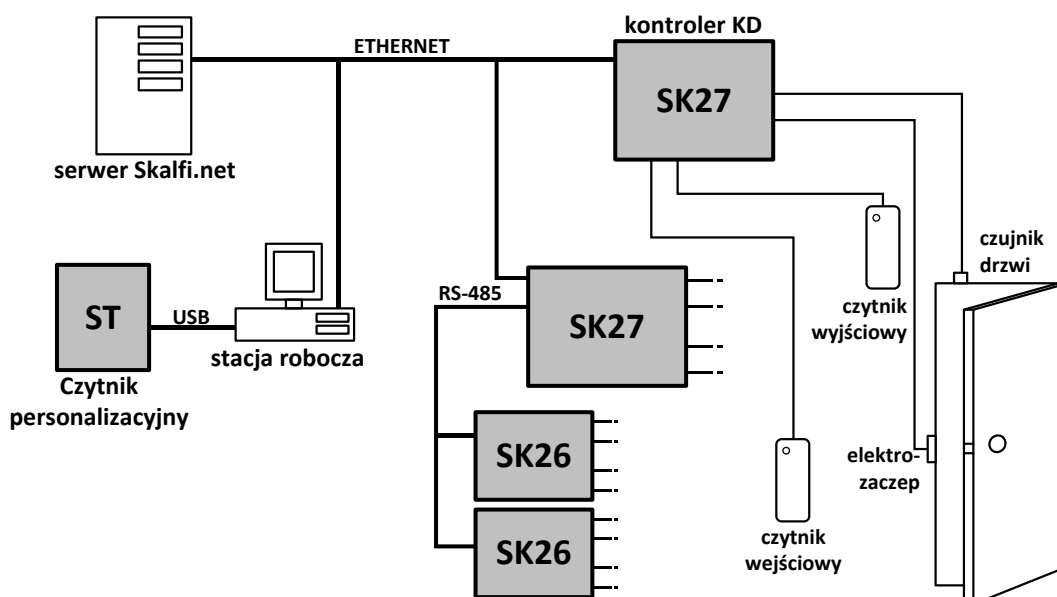 kontroler KD
ETHERNET
SK27
serwer Skalfi.net
czujnik
drzwi
RS-485
czytnik
wyjściowy
ST
USB
SK27
stacja robocza
Czytnik
personalizacyjny
SK26
elektro-
zaczep
SK26
czytnik
wejściowy